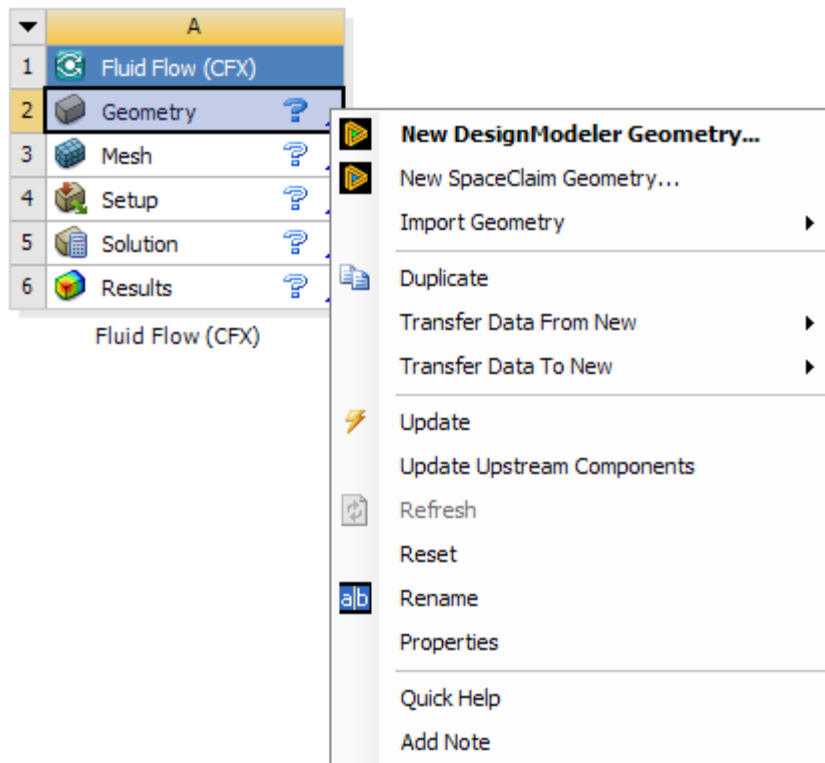 A
1 Fluid Flow (CFX)
2 Geometry
3 Mesh
4 Setup
5 Solution
6 Results
Fluid Flow (CFX)
New DesignModeler Geometry...
New SpaceClaim Geometry...
Import Geometry
Duplicate
Transfer Data From New
Transfer Data To New
Update
Update Upstream Components
Refresh
Reset
a|b Rename
Properties
Quick Help
Add Note